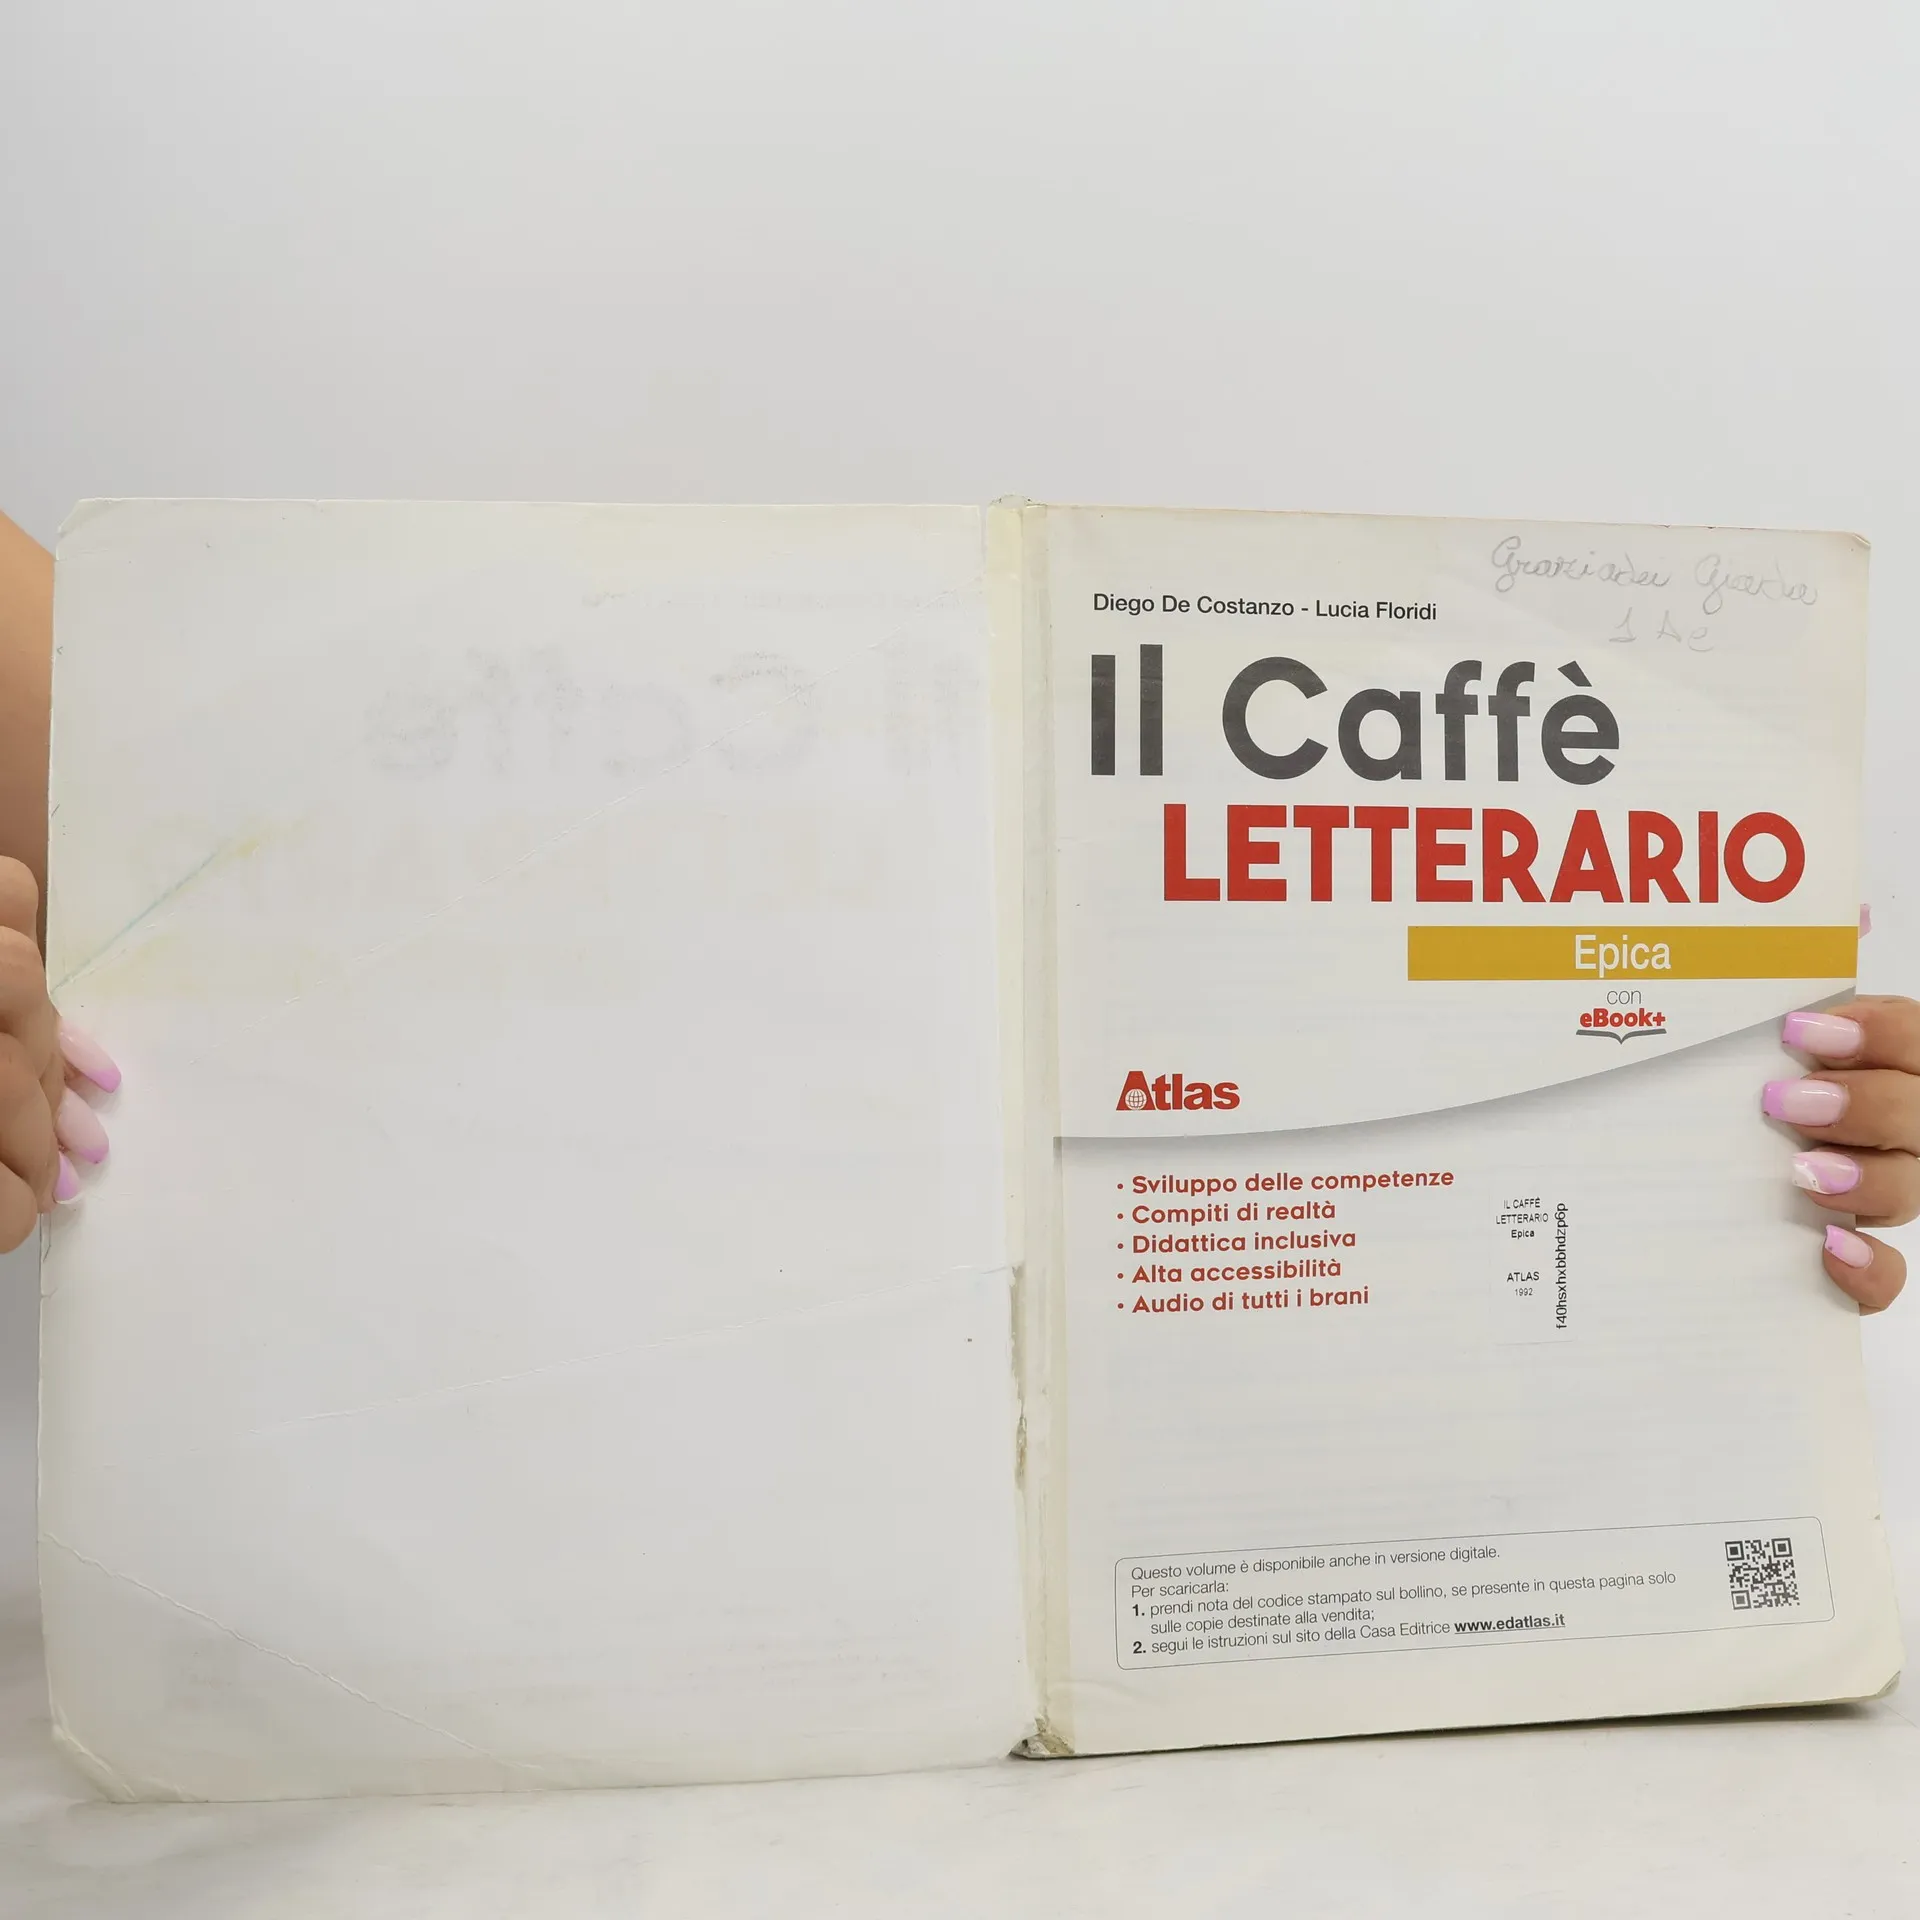 Graziadei Giada
1 A e
Diego De Costanzo - Lucia Floridi
Il Caffè
LETTERARIO
Epica
con
eBook+
Atlas
• Sviluppo delle competenze
• Compiti di realtà
• Didattica inclusiva
• Alta accessibilità
• Audio di tutti i brani
IL CAFFÈ
LETTERARIO
Epica
ATLAS
1992
f40hsxhxbbhdzp6p
Questo volume è disponibile anche in versione digitale.
Per scaricarla:
1. prendi nota del codice stampato sul bollino, se presente in questa pagina solo
sulle copie destinate alla vendita;
2. segui le istruzioni sul sito della Casa Editrice www.edatlas.it